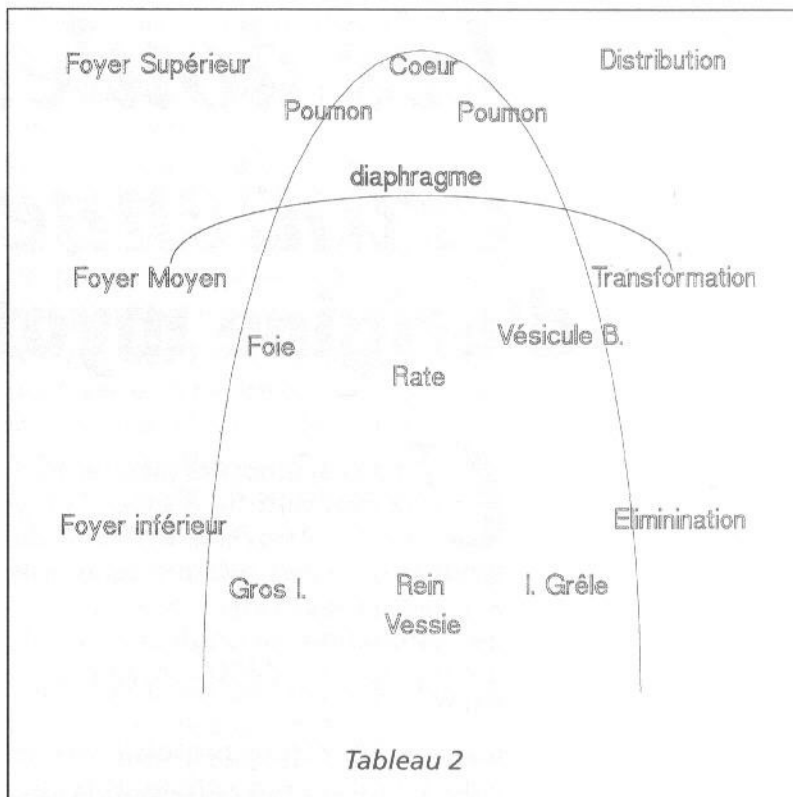 Foyer Supérieur Coeur Distribution
Poumon Poumon
diaphragme
Foyer Moyen Transformation
Foie Vésicule B.
Rate
Foyer inférieur Eliminination
Gros I. Rein I. Grêle
Vessie
Tableau 2